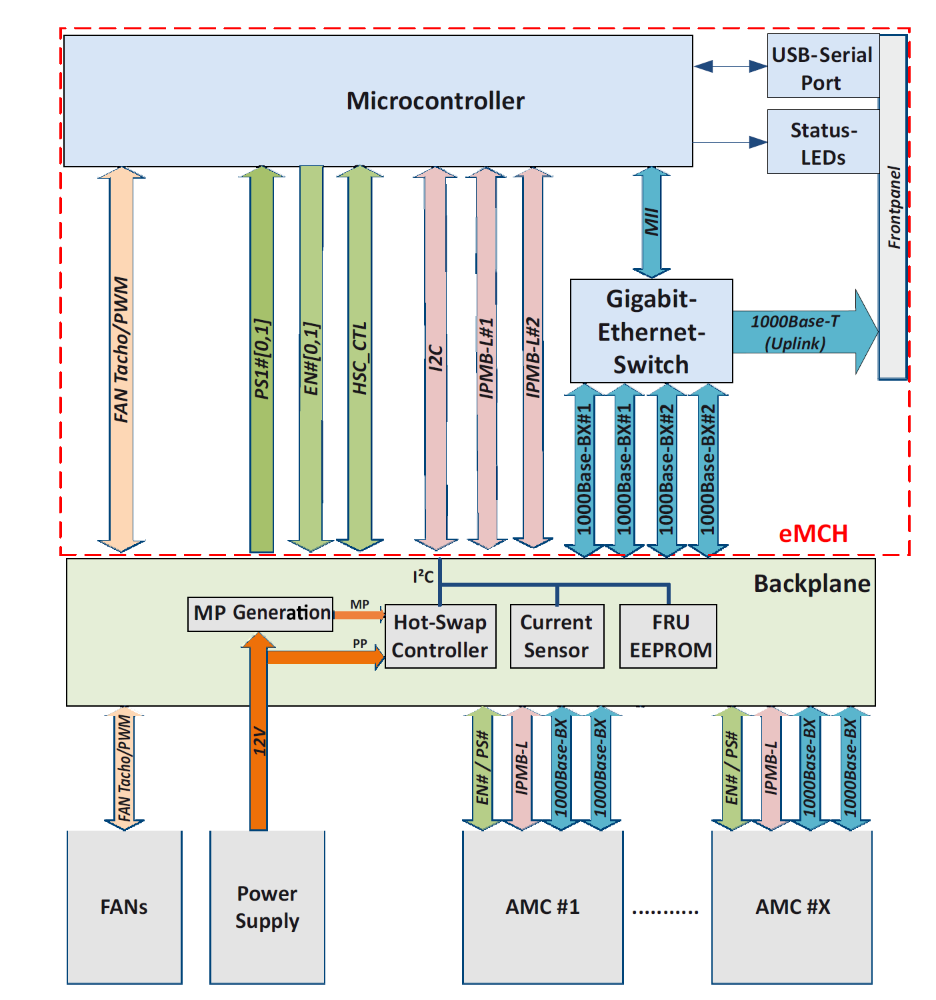 Microcontroller
USB-Serial
Port
Status-
LEDs
Frontpanel
FAN Tacho/PWM
PS1#[0,1]
EN#[0,1]
HSC_CTL
I2C
IPMB-L#1
IPMB-L#2
MII
Gigabit-
Ethernet-
Switch
1000Base-T
(Uplink)
1000Base-BX#1
1000Base-BX#1
1000Base-BX#2
1000Base-BX#2
eMCH
Backplane
I²C
MP Generation
MP
PP
Hot-Swap
Controller
Current
Sensor
FRU
EEPROM
FAN Tacho/PWM
12V
EN# / PS#
IPMB-L
1000Base-BX
1000Base-BX
EN# / PS#
IPMB-L
1000Base-BX
1000Base-BX
FANs
Power
Supply
AMC #1
...........
AMC #X